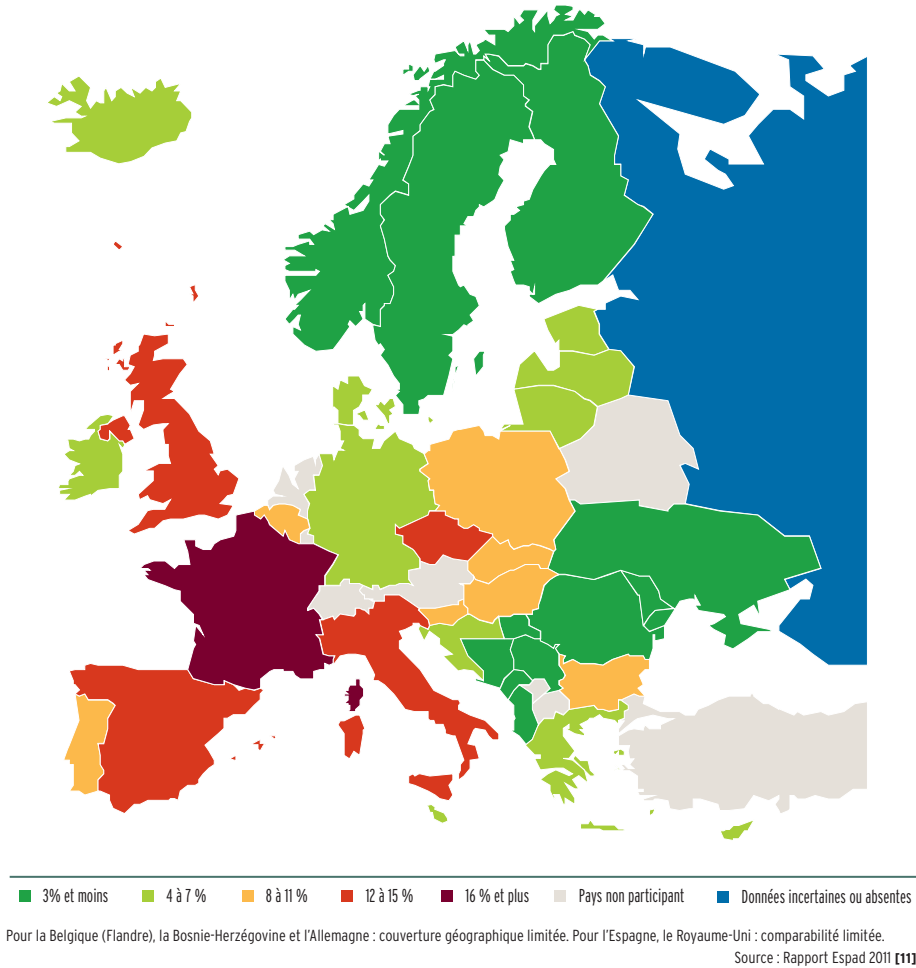 3% et moins 4 à 7 % 8 à 11 % 12 à 15 % 16 % et plus Pays non participant Données incertaines ou absentes
Pour la Belgique (Flandre), la Bosnie-Herzégovine et l'Allemagne : couverture géographique limitée. Pour l'Espagne, le Royaume-Uni : comparabilité limitée.
Source : Rapport Espad 2011 [11]